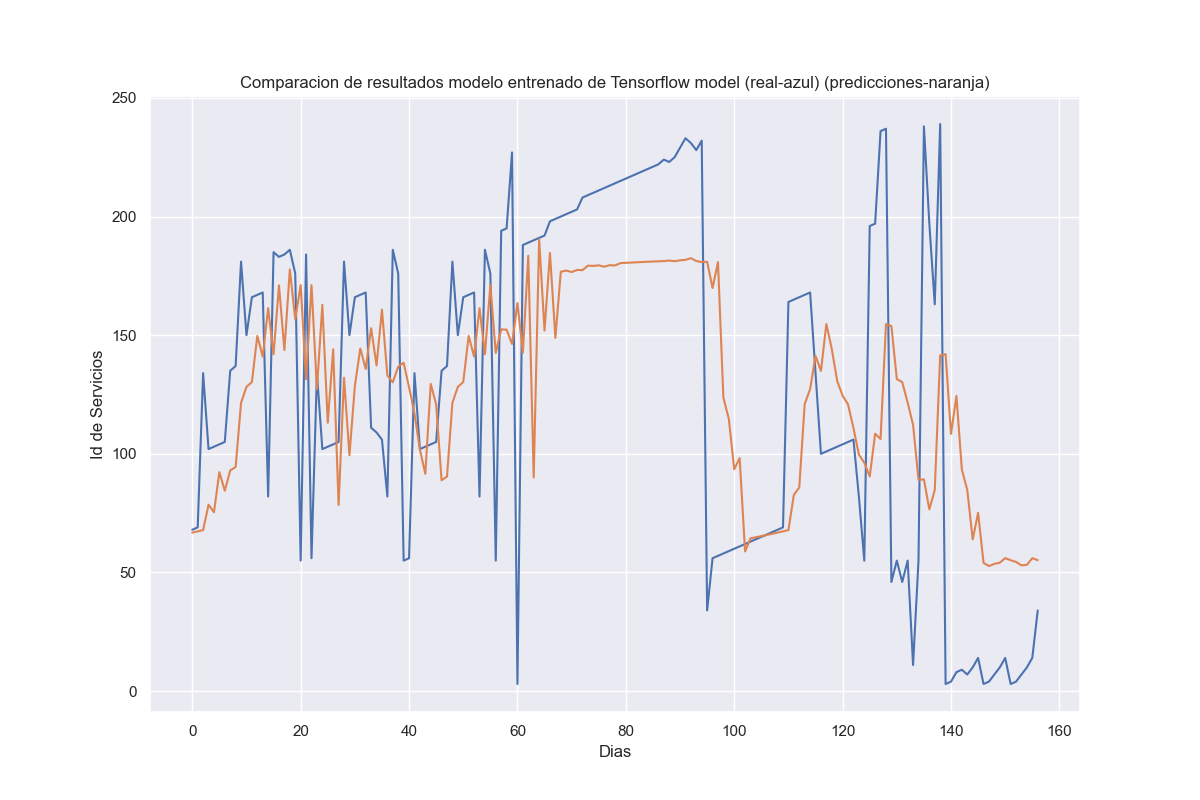 Comparacion de resultados modelo entrenado de Tensorflow model (real-azul) (predicciones-naranja)
250
200
150
100
50
0
Id de Servicios
0 20 40 60 80 100 120 140 160
Dias